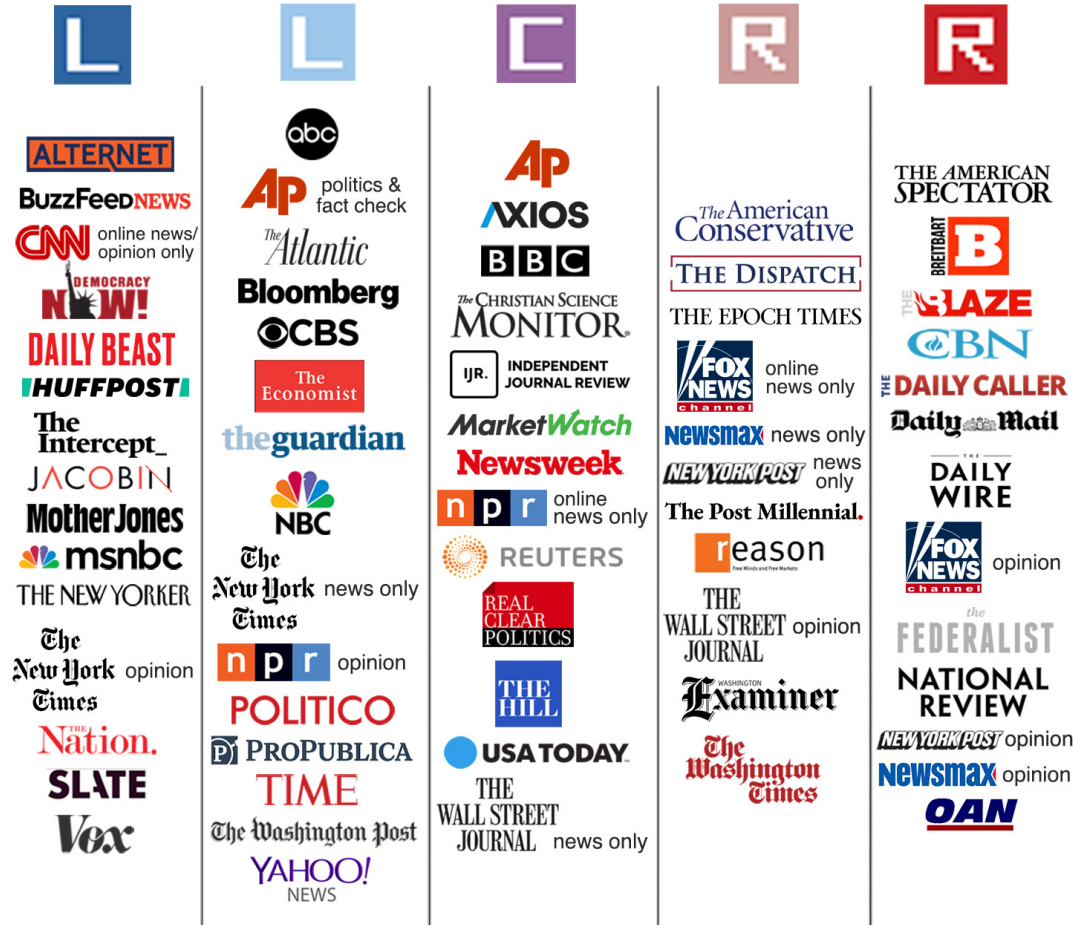 L
L
C
R
R
ALTERNET
BUZZFEED NEWS
CNN online news/
opinion only
DEMOCRACY
NOW!
DAILY BEAST
HUFFPOST
The
Intercept_
JACOBIN
Mother Jones
msnbc
THE NEW YORKER
The
New York opinion
Times
THE
Nation.
SLATE
Vox
abc
AP politics &
fact check
The
Atlantic
Bloomberg
CBS
The
Economist
theguardian
NBC
The
New York news only
Times
npr opinion
POLITICO
P PROPUBLICA
TIME
The Washington Post
YAHOO!
NEWS
AP
AXIOS
BBC
The CHRISTIAN SCIENCE
MONITOR®
IJR. INDEPENDENT
JOURNAL REVIEW
MarketWatch
Newsweek
npr online
news only
REUTERS
REAL
CLEAR
POLITICS
THE
HILL
USA TODAY
THE
WALL STREET
JOURNAL news only
The American
Conservative
THE DISPATCH
THE EPOCH TIMES
FOX
NEWS
channel
online
news only
Newsmax news only
NEW YORK POST news
only
The Post Millennial.
reason
Free Minds and Free Markets
THE
WALL STREET opinion
JOURNAL
WASHINGTON
Examiner
The
Washington
Times
THE AMERICAN
SPECTATOR
BREITBART B
THE BLAZE
CBN
THE DAILY CALLER
Daily Mail
THE
DAILY
WIRE
FOX
NEWS
channel
opinion
the
FEDERALIST
NATIONAL
REVIEW
NEW YORK POST opinion
Newsmax opinion
OAN